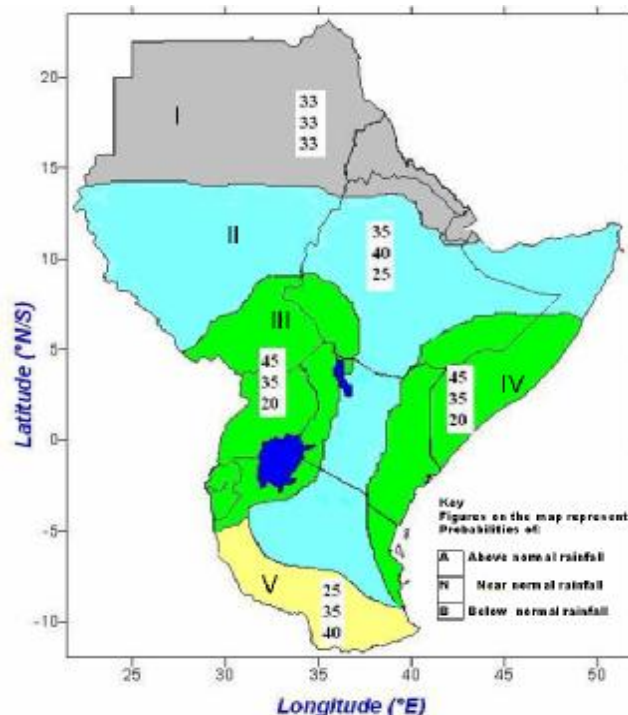 20
15
10
5
0
-5
-10
Latitude (°N/S)
I
33
33
33
II
35
40
25
III
45
35
20
IV
45
35
20
V
25
35
40
Key
Figures on the map represent
Probabilities of:
A Above normal rainfall
N Near normal rainfall
B Below normal rainfall
25
30
35
40
45
50
Longitude (°E)